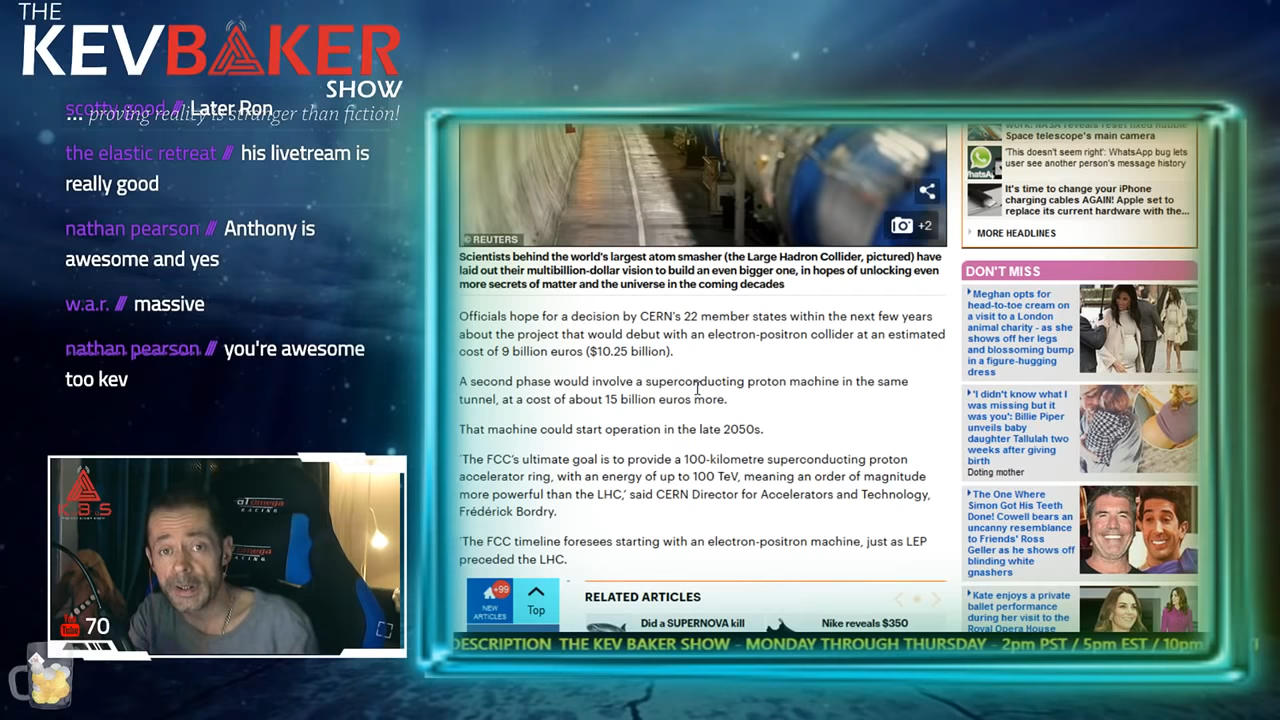 THE
KEVBAKER
SHOW
... proving reality is stranger than fiction!
scotty good /// Later Ron
the elastic retreat /// his livestream is
really good
nathan pearson /// Anthony is
awesome and yes
w.a.r. /// massive
nathan pearson /// you're awesome
too kev
KBS
70
© REUTERS
+2
Scientists behind the world's largest atom smasher (the Large Hadron Collider, pictured) have
laid out their multibillion-dollar vision to build an even bigger one, in hopes of unlocking even
more secrets of matter and the universe in the coming decades
Officials hope for a decision by CERN's 22 member states within the next few years
about the project that would debut with an electron-positron collider at an estimated
cost of 9 billion euros ($10.25 billion).
A second phase would involve a superconducting proton machine in the same
tunnel, at a cost of about 15 billion euros more.
That machine could start operation in the late 2050s.
'The FCC's ultimate goal is to provide a 100-kilometre superconducting proton
accelerator ring, with an energy of up to 100 TeV, meaning an order of magnitude
more powerful than the LHC,' said CERN Director for Accelerators and Technology,
Frédérick Bordry.
'The FCC timeline foresees starting with an electron-positron machine, just as LEP
preceded the LHC.
+99
NEW
ARTICLES
Top
RELATED ARTICLES
Did a SUPERNOVA kill
Nike reveals $350
Space telescope's main camera
'This doesn't seem right': WhatsApp bug lets
user see another person's message history
It's time to change your iPhone
charging cables AGAIN! Apple set to
replace its current hardware with the...
MORE HEADLINES
DON'T MISS
Meghan opts for
head-to-toe cream on
a visit to a London
animal charity - as she
shows off her legs
and blossoming bump
in a figure-hugging
dress
'I didn't know what I
was missing but it
was you': Billie Piper
unveils baby
daughter Tallulah two
weeks after giving
birth
Doting mother
The One Where
Simon Got His Teeth
Done! Cowell bears an
uncanny resemblance
to Friends' Ross
Geller as he shows off
blinding white
gnashers
Kate enjoys a private
ballet performance
during her visit to the
Royal Opera House
DESCRIPTION THE KEV BAKER SHOW - MONDAY THROUGH THURSDAY - 2pm PST / 5pm EST / 10pm